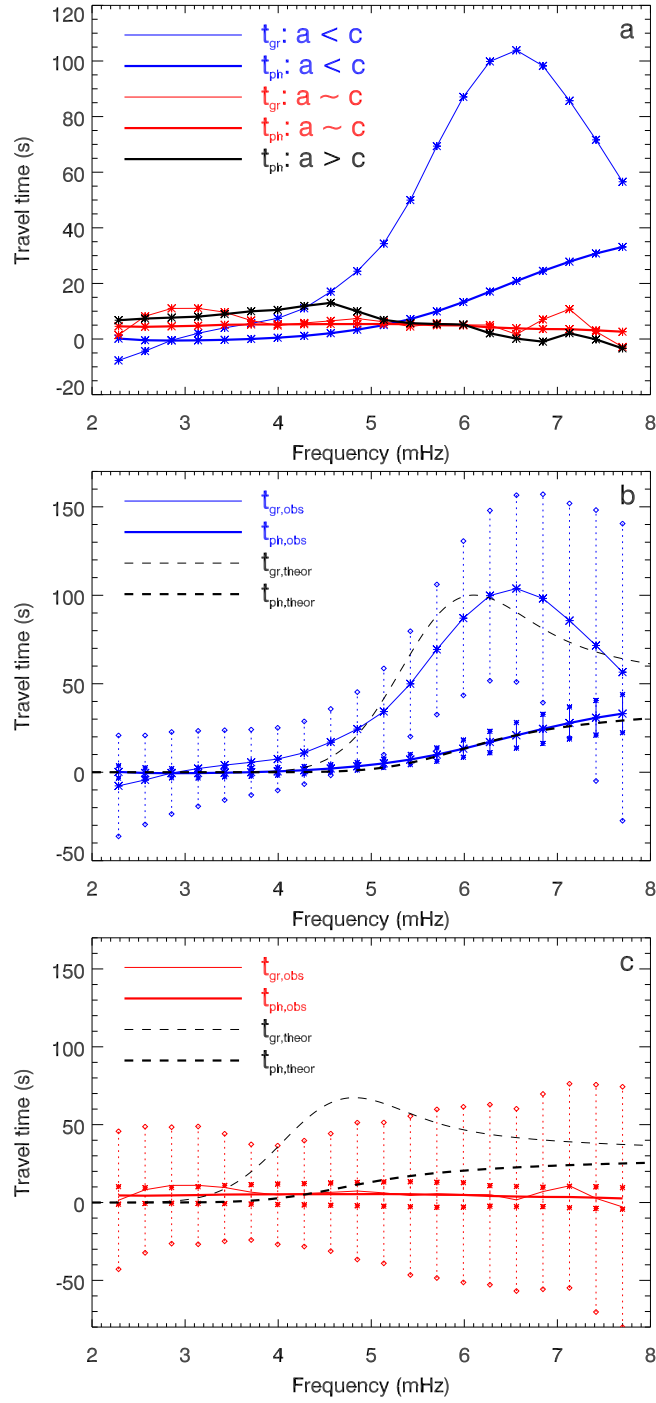 a
t_gr: a < c
t_ph: a < c
t_gr: a ~ c
t_ph: a ~ c
t_ph: a > c
Travel time (s)
100
80
60
40
20
0
-20
2 3 4 5 6 7 8
Frequency (mHz)
b
t_gr,obs
t_ph,obs
t_gr,theor
t_ph,theor
Travel time (s)
150
100
50
0
-50
2 3 4 5 6 7 8
Frequency (mHz)
c
t_gr,obs
t_ph,obs
t_gr,theor
t_ph,theor
Travel time (s)
150
100
50
0
-50
2 3 4 5 6 7 8
Frequency (mHz)